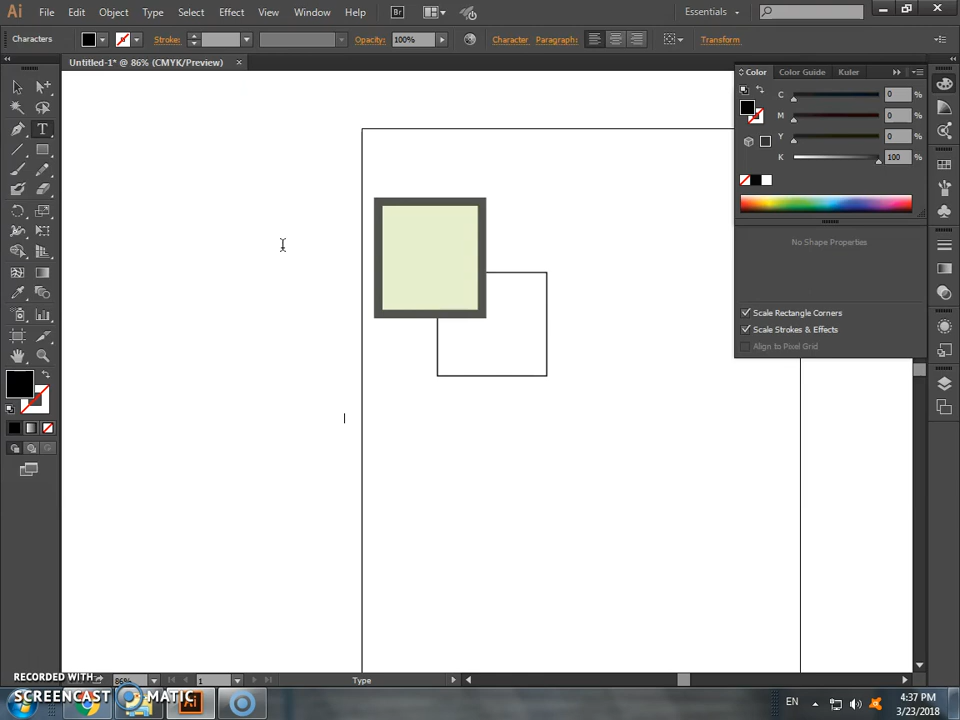 Ai File Edit Object Type Select Effect View Window Help Br Essentials
Characters Stroke: Opacity: 100% Character Paragraph: Transform
Untitled-1* @ 86% (CMYK/Preview) ×
Color Color Guide Kuler
C 0 %
M 0 %
Y 0 %
K 100 %
No Shape Properties
Scale Rectangle Corners
Scale Strokes & Effects
Align to Pixel Grid
T
86% 1 Type
RECORDED WITH
SCREENCAST MATIC
Ai
EN
4:37 PM
3/23/2018